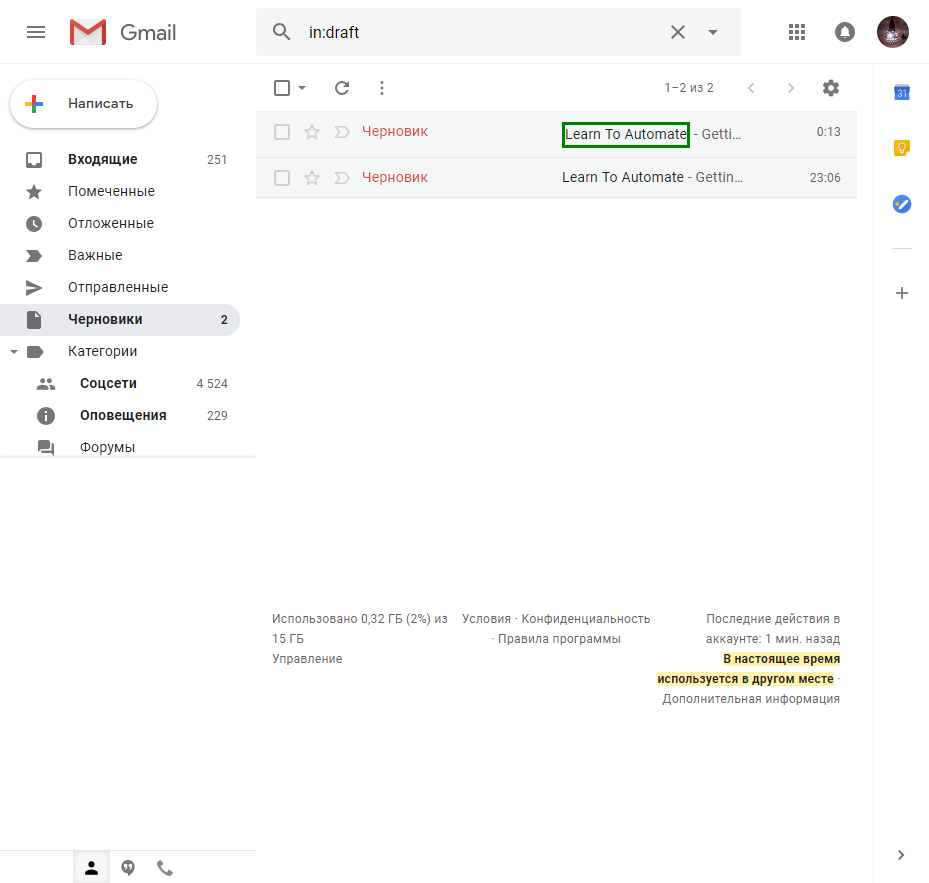 Gmail
in:draft
Написать
1–2 из 2
31
Входящие 251
Помеченные
Отложенные
Важные
Отправленные
Черновики 2
Категории
Соцсети 4 524
Оповещения 229
Форумы
Черновик Learn To Automate - Getti... 0:13
Черновик Learn To Automate - Gettin... 23:06
Использовано 0,32 ГБ (2%) из
15 ГБ
Управление
Условия · Конфиденциальность
· Правила программы
Последние действия в
аккаунте: 1 мин. назад
В настоящее время
используется в другом месте ·
Дополнительная информация